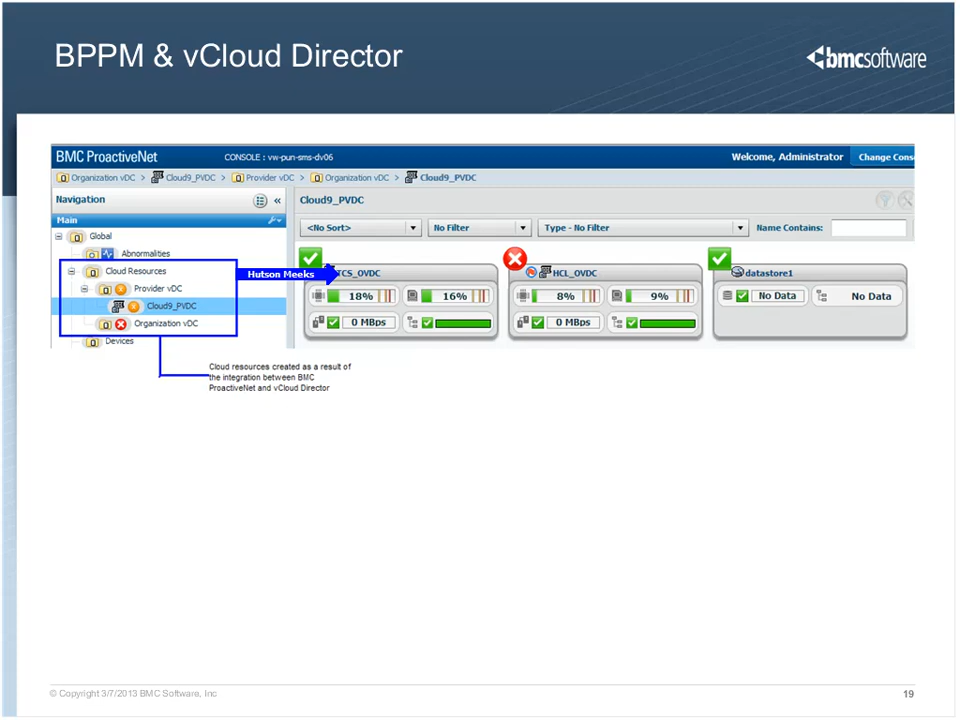 BPPM & vCloud Director
bmcsoftware
BMC ProactiveNet
CONSOLE : vw-pun-sms-dv06
Welcome, Administrator
Change Cons
Organization vDC > Cloud9_PVDC > Provider vDC > Organization vDC > Cloud9_PVDC
Navigation
«
Main
Global
Abnormalities
Cloud Resources
Provider vDC
Cloud9_PVDC
Organization vDC
Devices
Hutson Meeks
Cloud9_PVDC
<No Sort>
No Filter
Type - No Filter
Name Contains:
TCS_OVDC
18%
16%
0 MBps
HCL_OVDC
8%
9%
0 MBps
datastore1
No Data
No Data
Cloud resources created as a result of
the integration between BMC
ProactiveNet and vCloud Director
© Copyright 3/7/2013 BMC Software, Inc
19